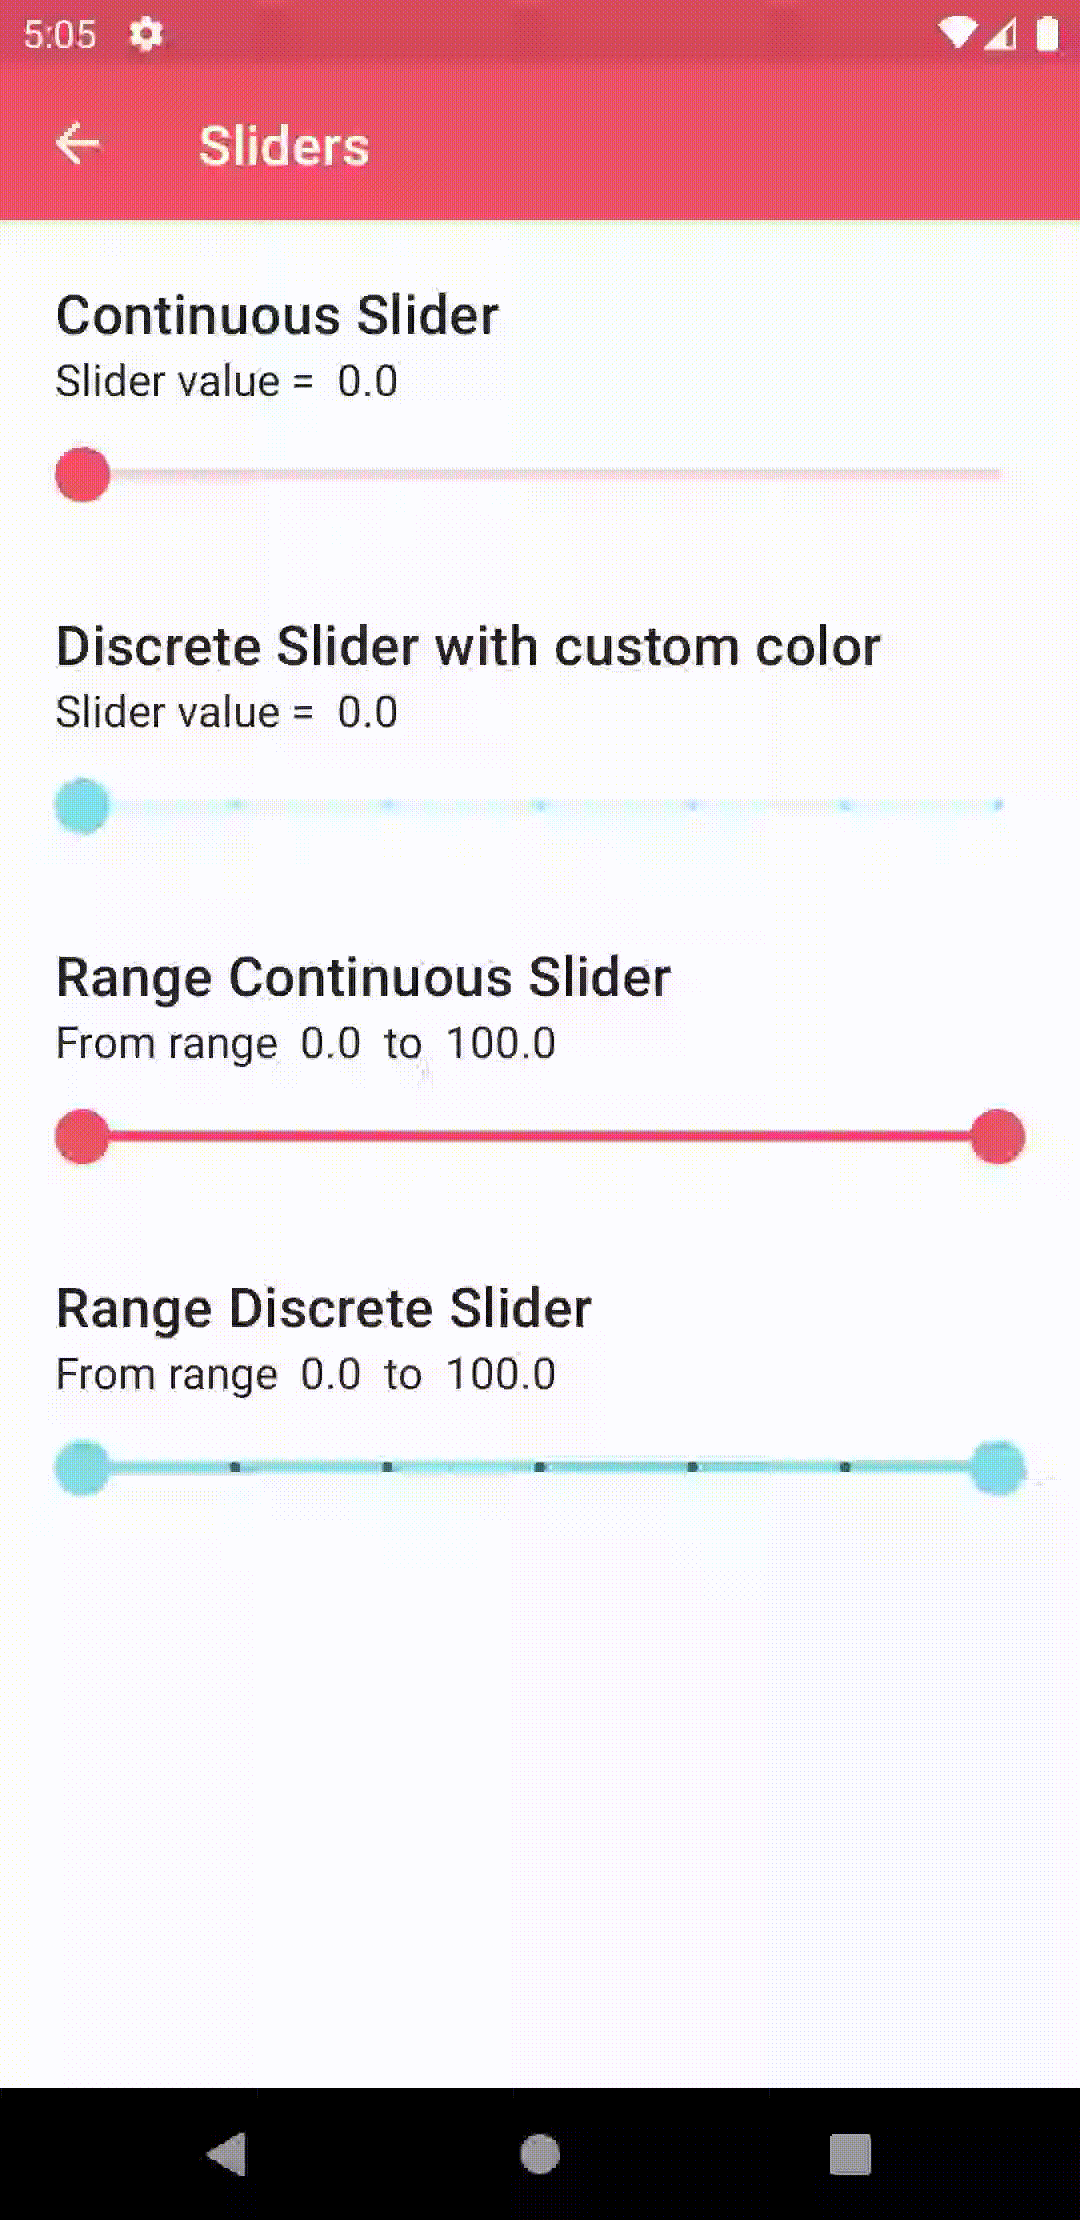 5:05
Sliders
Continuous Slider
Slider value = 0.0
Discrete Slider with custom color
Slider value = 0.0
Range Continuous Slider
From range 0.0 to 100.0
Range Discrete Slider
From range 0.0 to 100.0